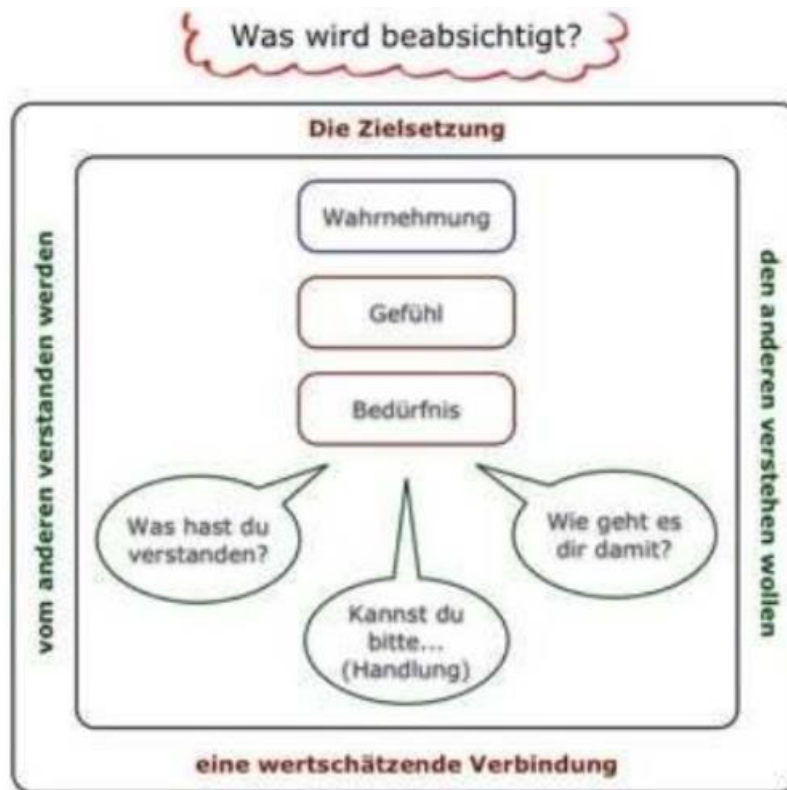 Was wird beabsichtigt?
Die Zielsetzung
vom anderen verstanden werden
Wahrnehmung
Gefühl
Bedürfnis
Was hast du
verstanden?
Kannst du
bitte...
(Handlung)
Wie geht es
dir damit?
den anderen verstehen wollen
eine wertschätzende Verbindung